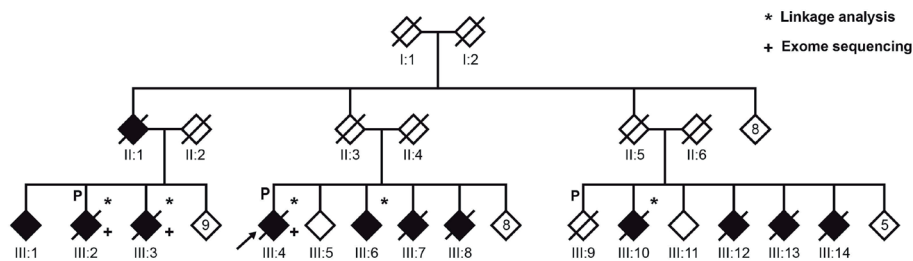 * Linkage analysis
+ Exome sequencing
I:1 I:2
8
II:1 II:2 II:3 II:4 II:5 II:6
P * * P * * P *
9 8 5
+ + +
III:1 III:2 III:3 III:4 III:5 III:6 III:7 III:8 III:9 III:10 III:11 III:12 III:13 III:14